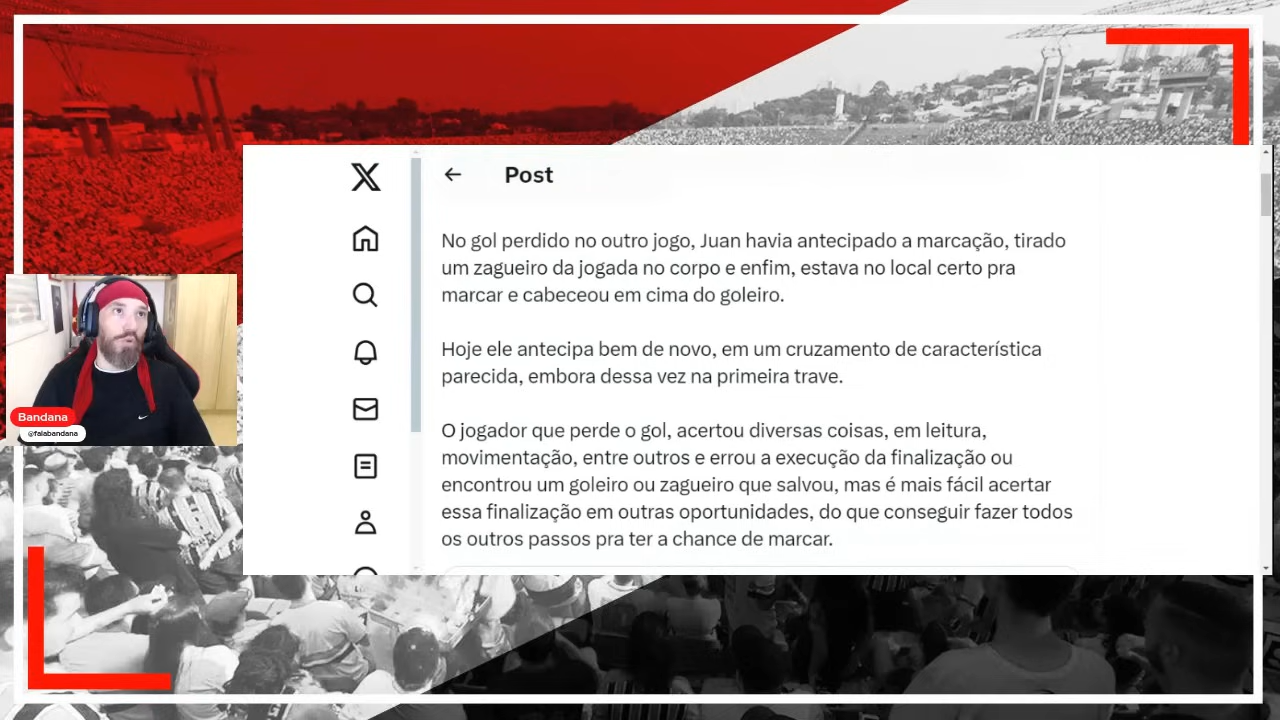 Post
No gol perdido no outro jogo, Juan havia antecipado a marcação, tirado
um zagueiro da jogada no corpo e enfim, estava no local certo pra
marcar e cabeceou em cima do goleiro.
Hoje ele antecipa bem de novo, em um cruzamento de característica
parecida, embora dessa vez na primeira trave.
O jogador que perde o gol, acertou diversas coisas, em leitura,
movimentação, entre outros e errou a execução da finalização ou
encontrou um goleiro ou zagueiro que salvou, mas é mais fácil acertar
essa finalização em outras oportunidades, do que conseguir fazer todos
os outros passos pra ter a chance de marcar.
Bandana
@falabandana